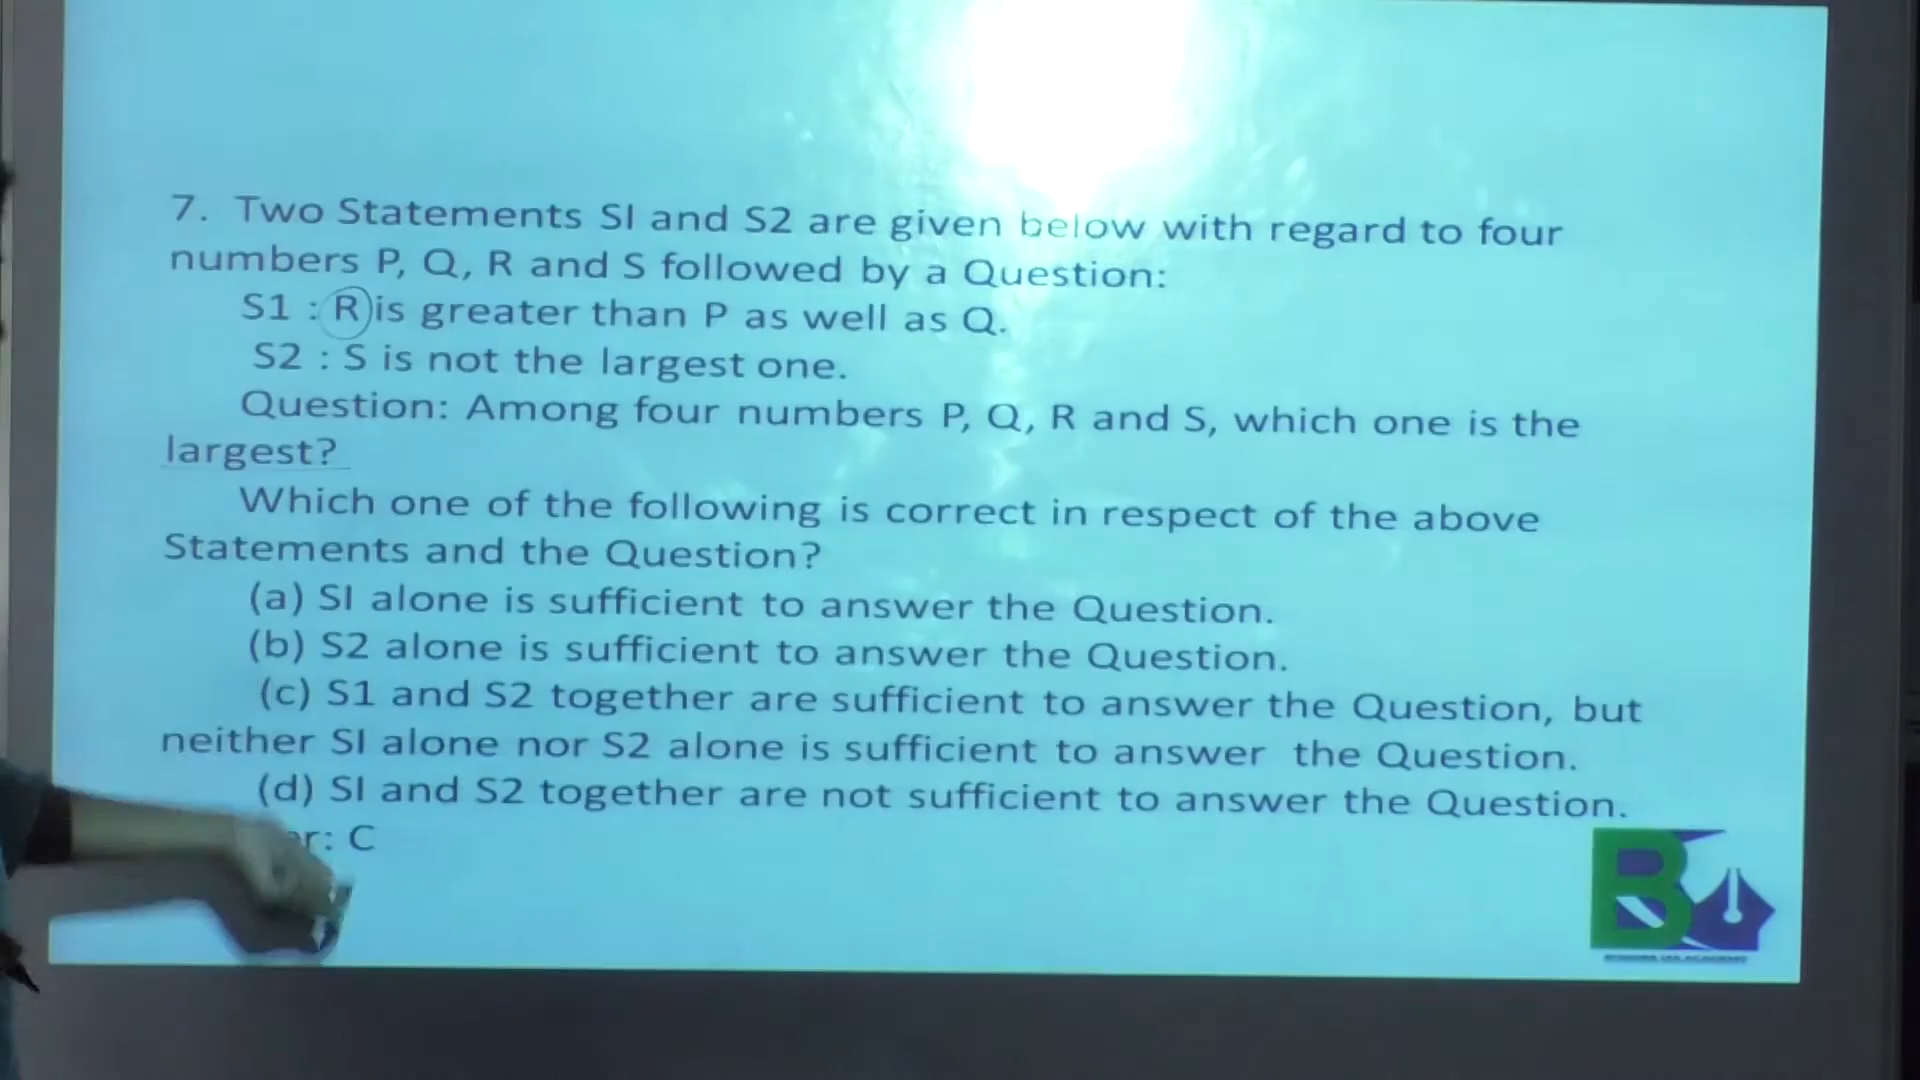 7. Two Statements SI and S2 are given below with regard to four
numbers P, Q, R and S followed by a Question:
S1 : R is greater than P as well as Q.
S2 : S is not the largest one.
Question: Among four numbers P, Q, R and S, which one is the
largest?
Which one of the following is correct in respect of the above
Statements and the Question?
(a) SI alone is sufficient to answer the Question.
(b) S2 alone is sufficient to answer the Question.
(c) S1 and S2 together are sufficient to answer the Question, but
neither SI alone nor S2 alone is sufficient to answer the Question.
(d) SI and S2 together are not sufficient to answer the Question.
r: C
B